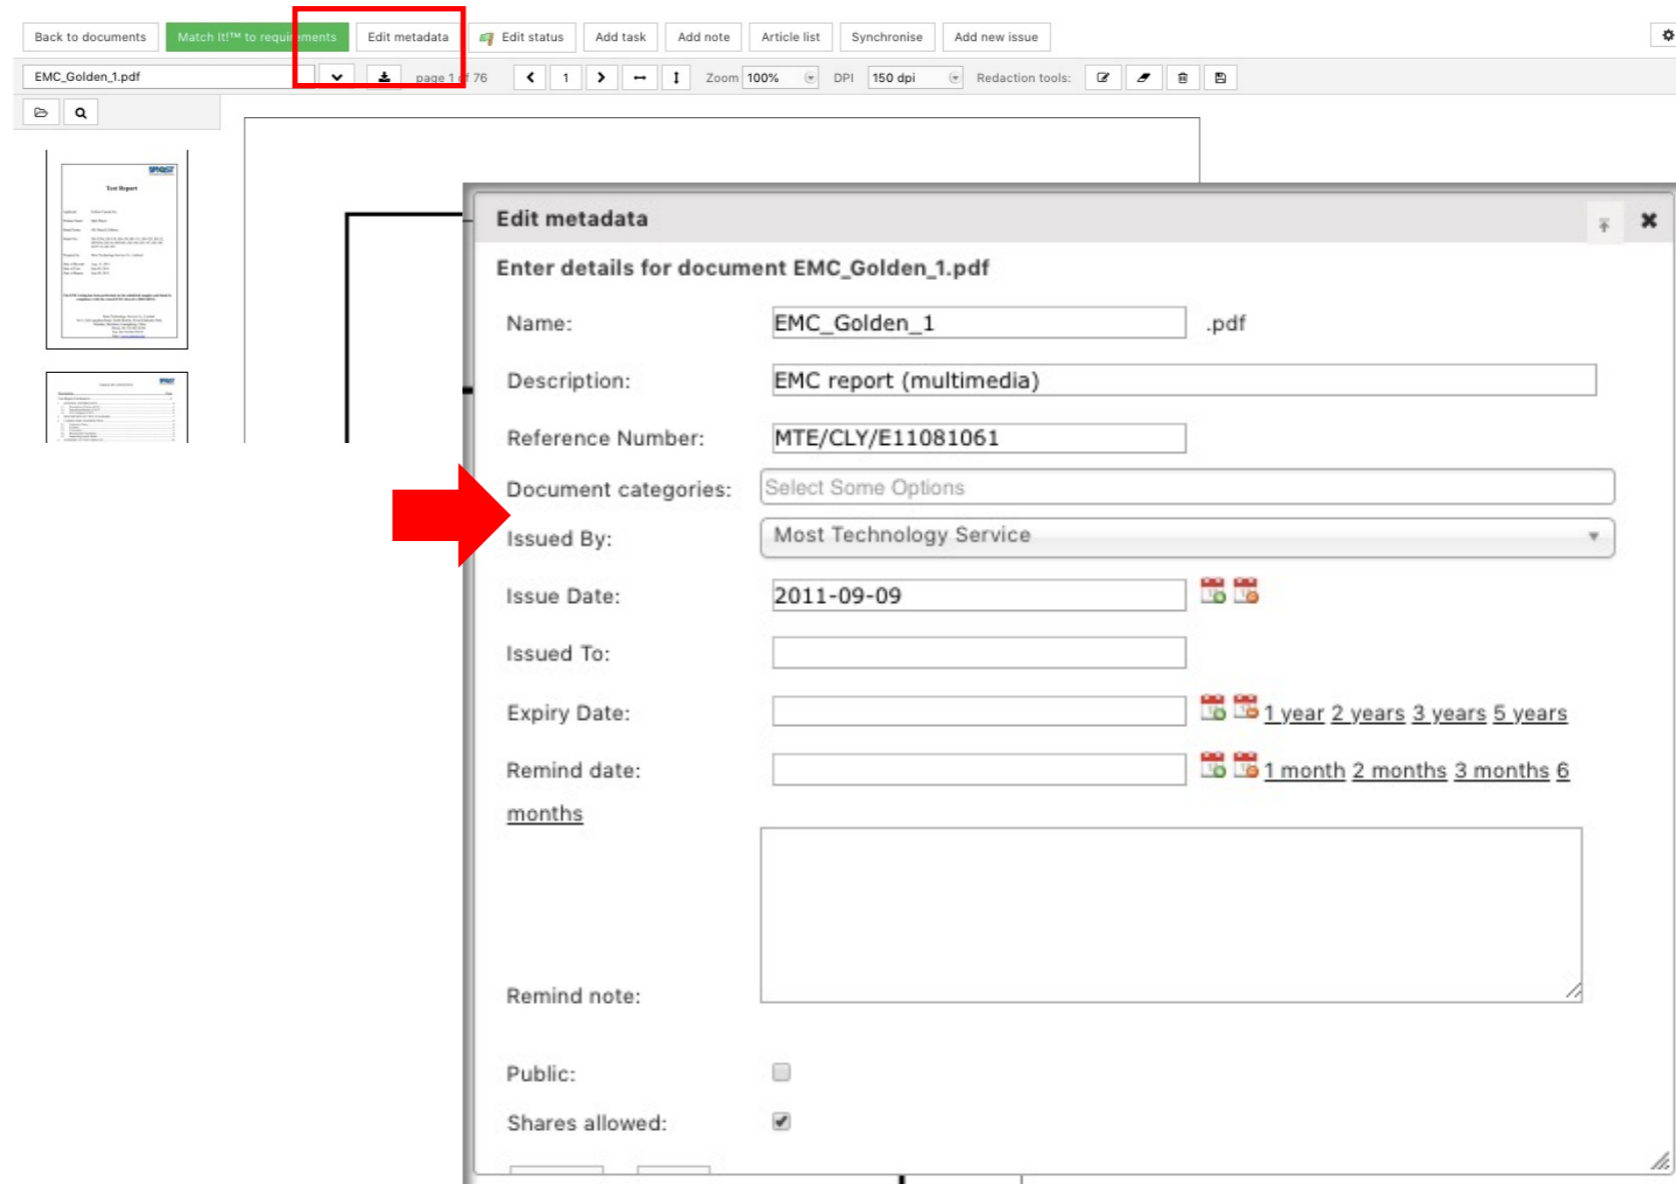 Back to documents Match It!™ to requirements Edit metadata Edit status Add task Add note Article list Synchronise Add new issue
EMC_Golden_1.pdf page 1 of 76 1 Zoom 100% DPI 150 dpi Redaction tools:
Test Report
Edit metadata
Enter details for document EMC_Golden_1.pdf
Name: EMC_Golden_1 .pdf
Description: EMC report (multimedia)
Reference Number: MTE/CLY/E11081061
Document categories: Select Some Options
Issued By: Most Technology Service
Issue Date: 2011-09-09
Issued To:
Expiry Date: 1 year 2 years 3 years 5 years
Remind date: 1 month 2 months 3 months 6
months
Remind note:
Public:
Shares allowed: